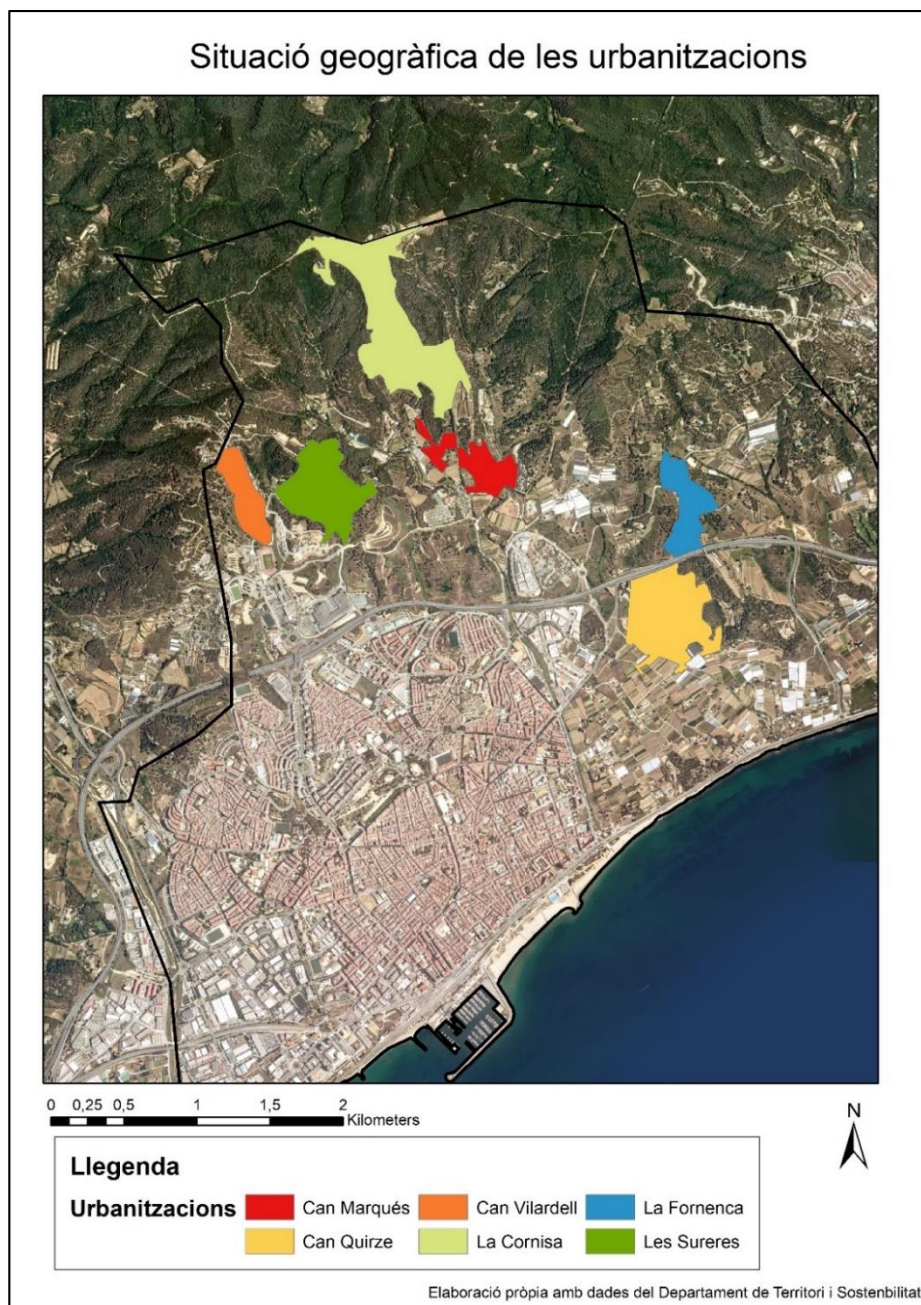 Situació geogràfica de les urbanitzacions
0 0,25 0,5 1 1,5 2
Kilometers
N
Llegenda
Urbanitzacions
Can Marqués Can Vilardell La Fornenca
Can Quirze La Cornisa Les Sureres
Elaboració pròpia amb dades del Departament de Territori i Sostenbilitat